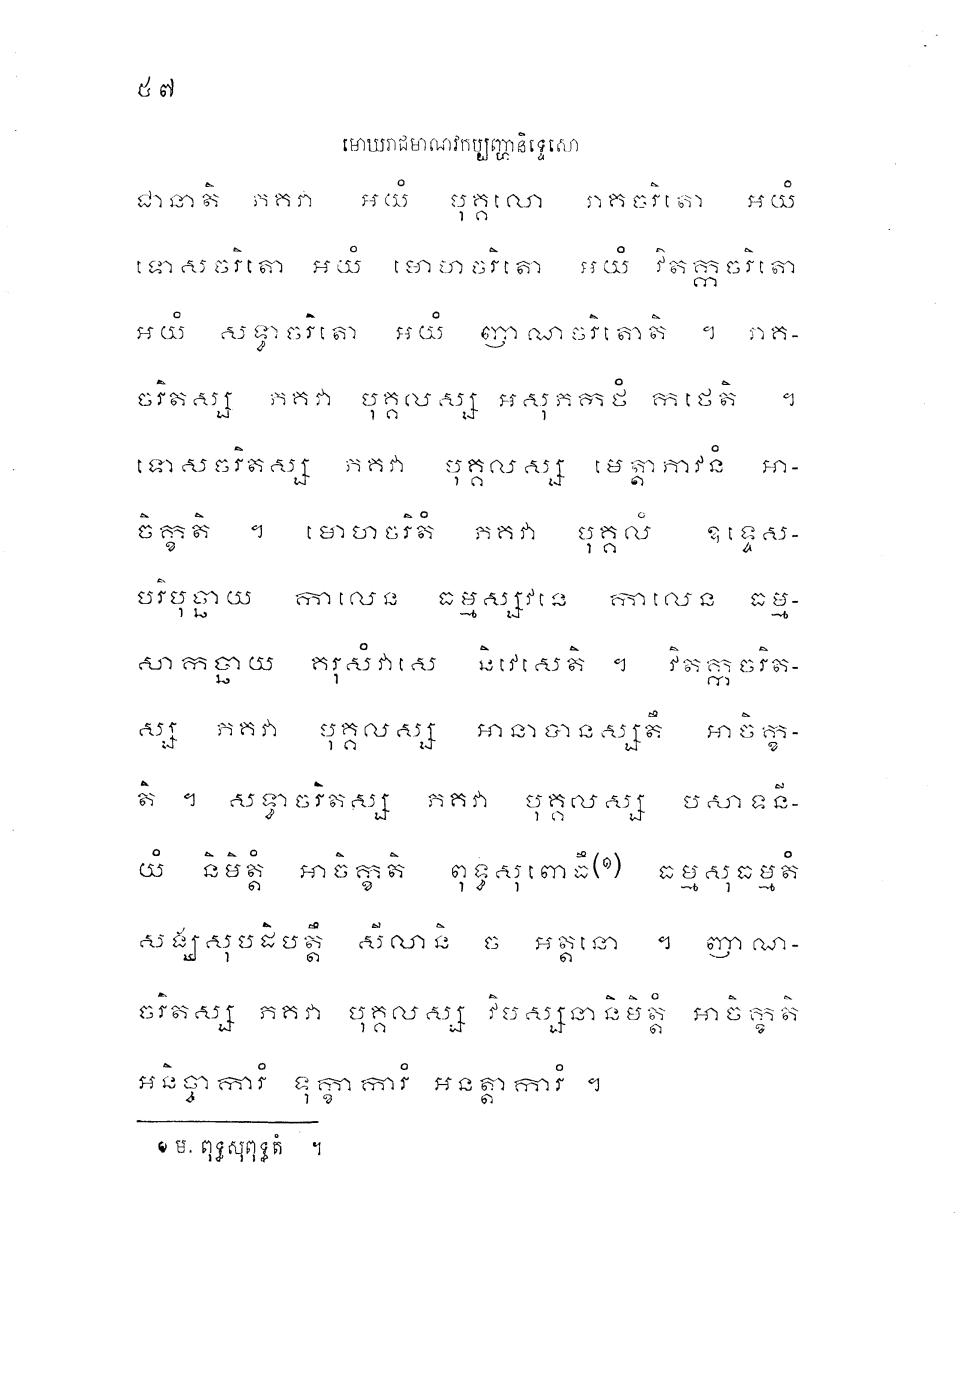 ៥៧
មោឃរាជមាណវកប្បញ្ហានិទ្ទេសោ
ជានាតិ ភគវា អយំ បុគ្គលោ រាគចរិតោ អយំ
ទោសចរិតោ អយំ មោហចរិតោ អយំ វិតក្កចរិតោ
អយំ សទ្ធាចរិតោ អយំ ញាណចរិតោតិ ។ រាគ-
ចរិតស្ស ភគវា បុគ្គលស្ស អសុភកថំ កថេតិ ។
ទោសចរិតស្ស ភគវា បុគ្គលស្ស មេត្តាភាវនំ អា-
ចិក្ខតិ ។ មោហចរិតំ ភគវា បុគ្គលំ ឧទ្ទេស-
បរិបុច្ឆាយ កាលេន ធម្មស្សវនេ កាលេន ធម្ម-
សាកច្ឆាយ គរុសំវាសេ និវេសេតិ ។ វិតក្កចរិត-
ស្ស ភគវា បុគ្គលស្ស អានាបានស្សតឹ អាចិក្ខ-
តិ ។ សទ្ធាចរិតស្ស ភគវា បុគ្គលស្ស បសាទនី-
យំ និមិត្តំ អាចិក្ខតិ ពុទ្ធសុពោធឹ(១) ធម្មសុធម្មតំ
សង្ឃសុបដិបត្តឹ សីលានិ ច អត្តនោ ។ ញាណ-
ចរិតស្ស ភគវា បុគ្គលស្ស វិបស្សនានិមិត្តំ អាចិក្ខតិ
អនិច្ចាការំ ទុក្ខាការំ អនត្តាការំ ។
១ ម. ពុទ្ធសុពុទ្ធតំ ។